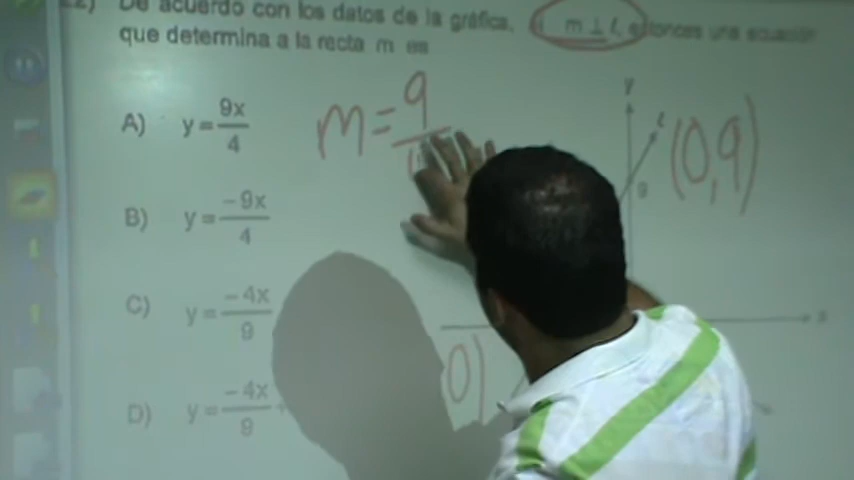 22) De acuerdo con los datos de la gráfica, m ⊥ ℓ, entonces una ecuación
que determina a la recta m es
A) y = 9x/4
m = 9
(0,9)
y
ℓ
9
B) y = -9x/4
C) y = -4x/9
x
0)
D) y = -4x/9 +